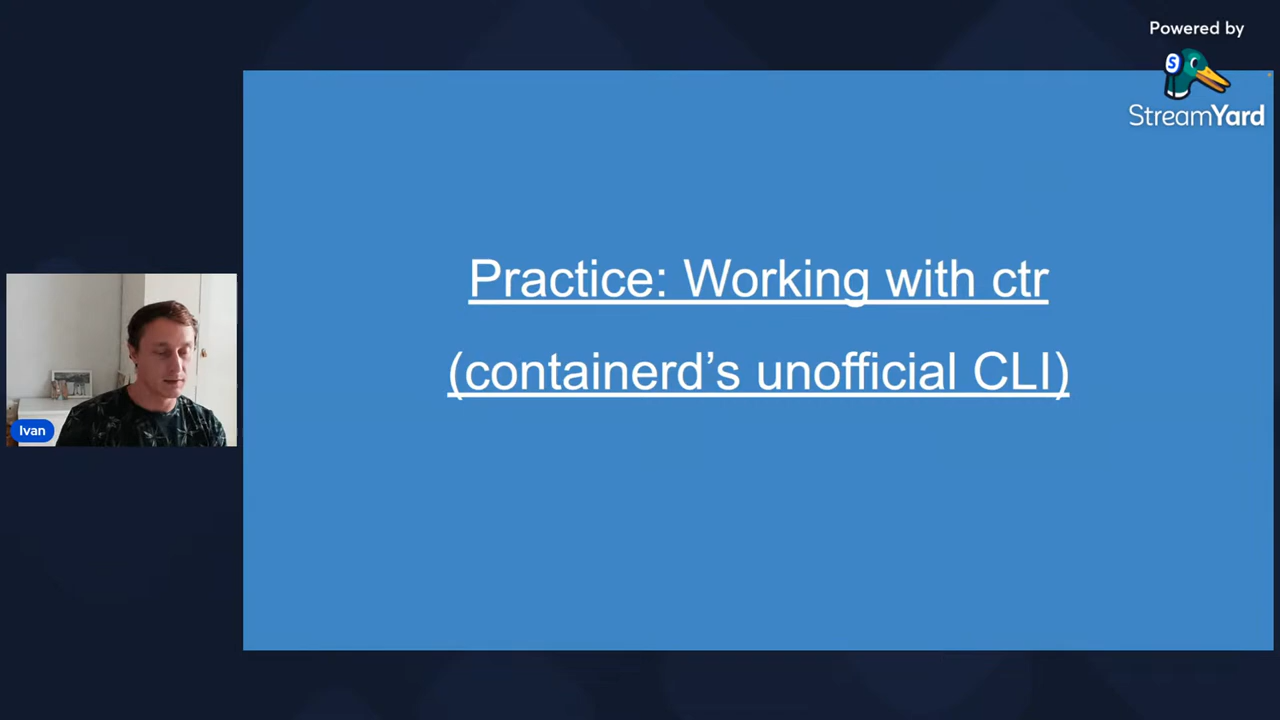 Powered by
S
StreamYard
Practice: Working with ctr
(containerd’s unofficial CLI)
Ivan